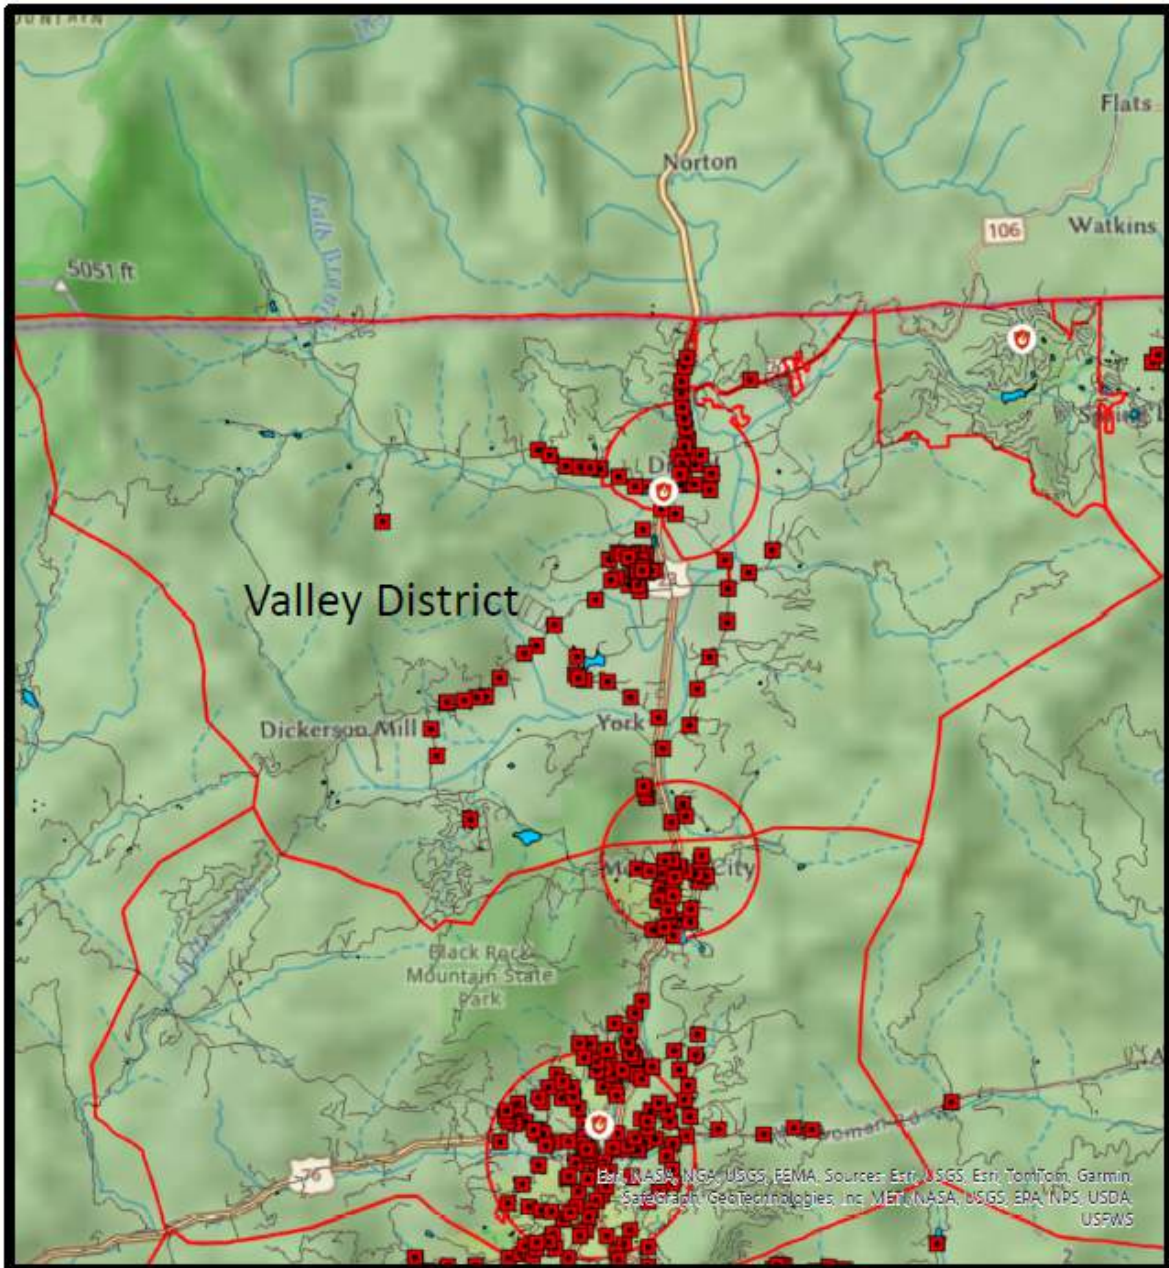 Flats
Norton
106
Watkins
5051 ft
Valley District
23
Dickerson Mill
York
Black Rock
Mountain State
Park
76
Esri, NASA, NGA, USGS, FEMA, Sources: Esri, USGS, Esri, TomTom, Garmin,
SafeGraph, GeoTechnologies, Inc, METI/NASA, USGS, EPA, NPS, USDA,
USFWS
2